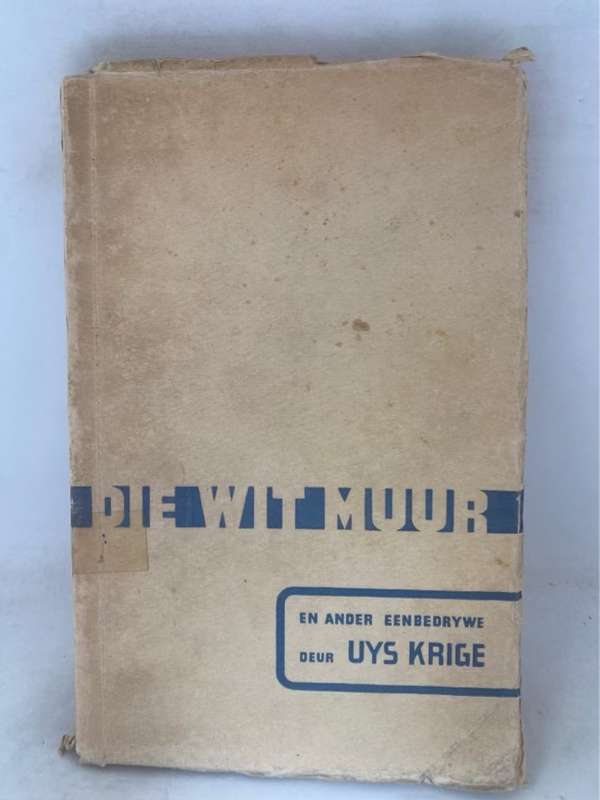 DIE WIT MUUR
EN ANDER EENBEDRYWE
DEUR UYS KRIGE